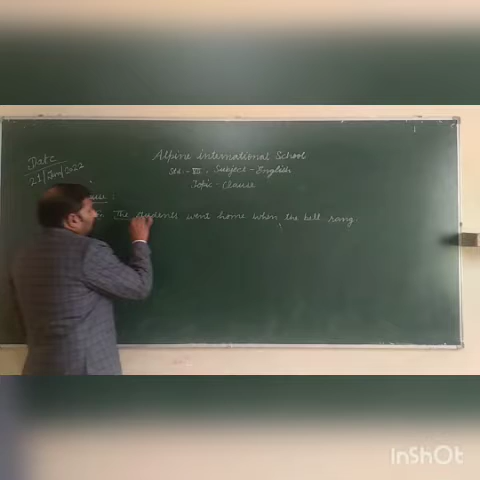 Alpine international School
Date
21/Jan/2022
Std. - VII. Subject - English
Topic - Clause
The students went home when the bell rang.
InShOt